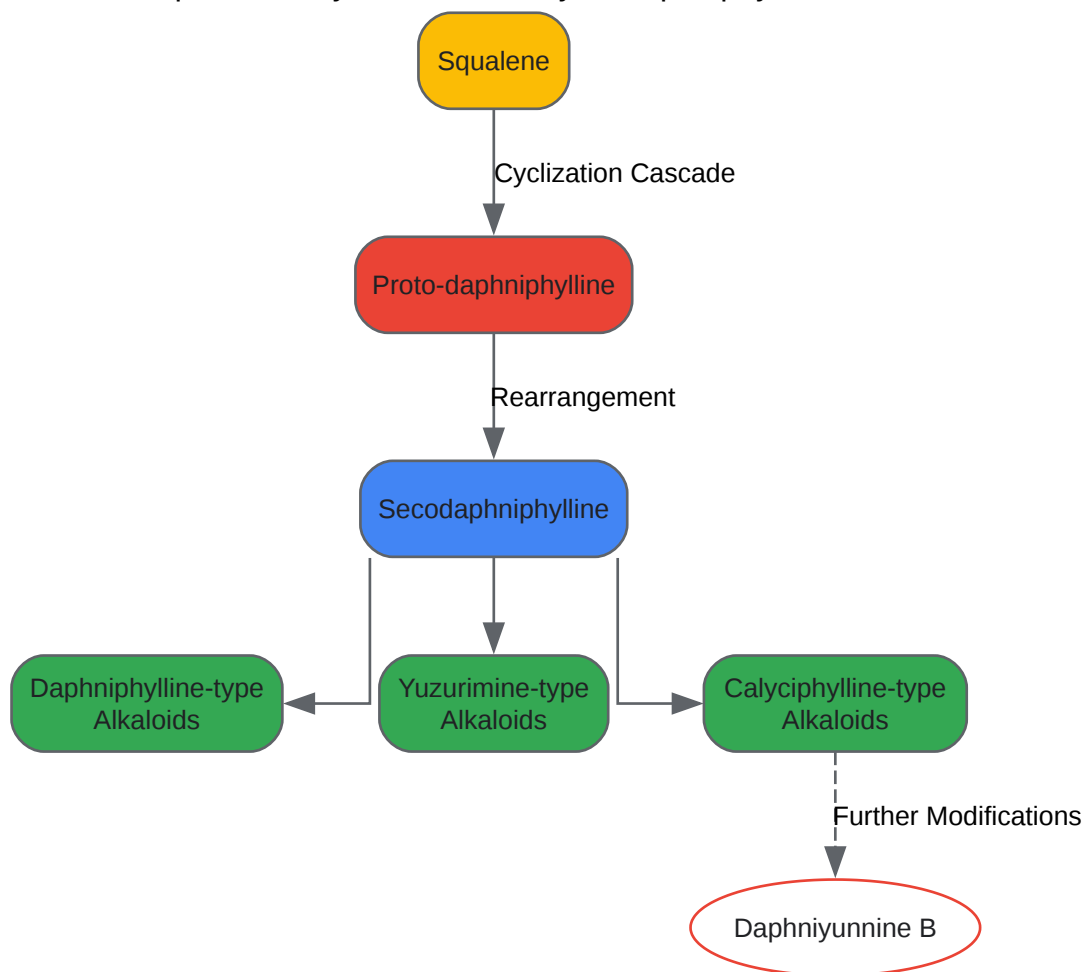 Squalene
Cyclization Cascade
Proto-daphniphylline
Rearrangement
Secodaphniphylline
Daphniphylline-type
Alkaloids
Yuzurimine-type
Alkaloids
Calyciphylline-type
Alkaloids
Further Modifications
Daphniyunnine B